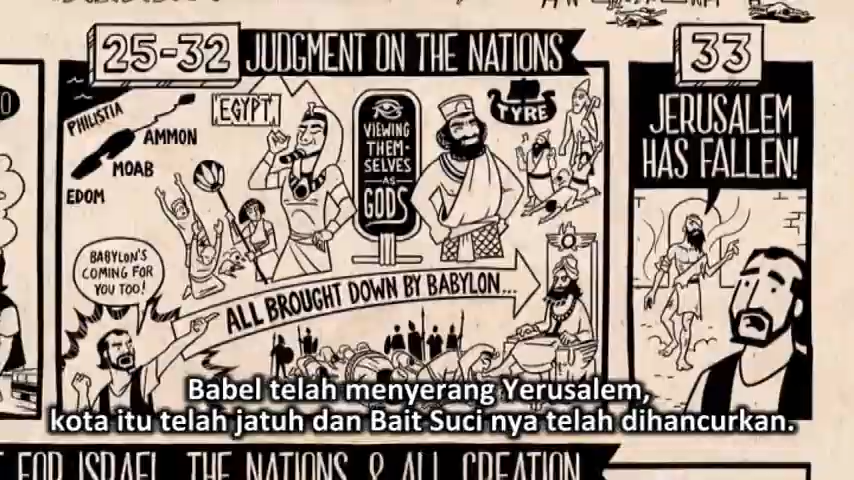 25-32 JUDGMENT ON THE NATIONS
PHILISTIA
AMMON
MOAB
EDOM
EGYPT
VIEWING
THEM-
SELVES
AS
GODS
TYRE
BABYLON'S
COMING FOR
YOU TOO!
ALL BROUGHT DOWN BY BABYLON...
33
JERUSALEM
HAS FALLEN!
Babel telah menyerang Yerusalem,
kota itu telah jatuh dan Bait Suci nya telah dihancurkan.
FOR ISRAEL, THE NATIONS & ALL CREATION